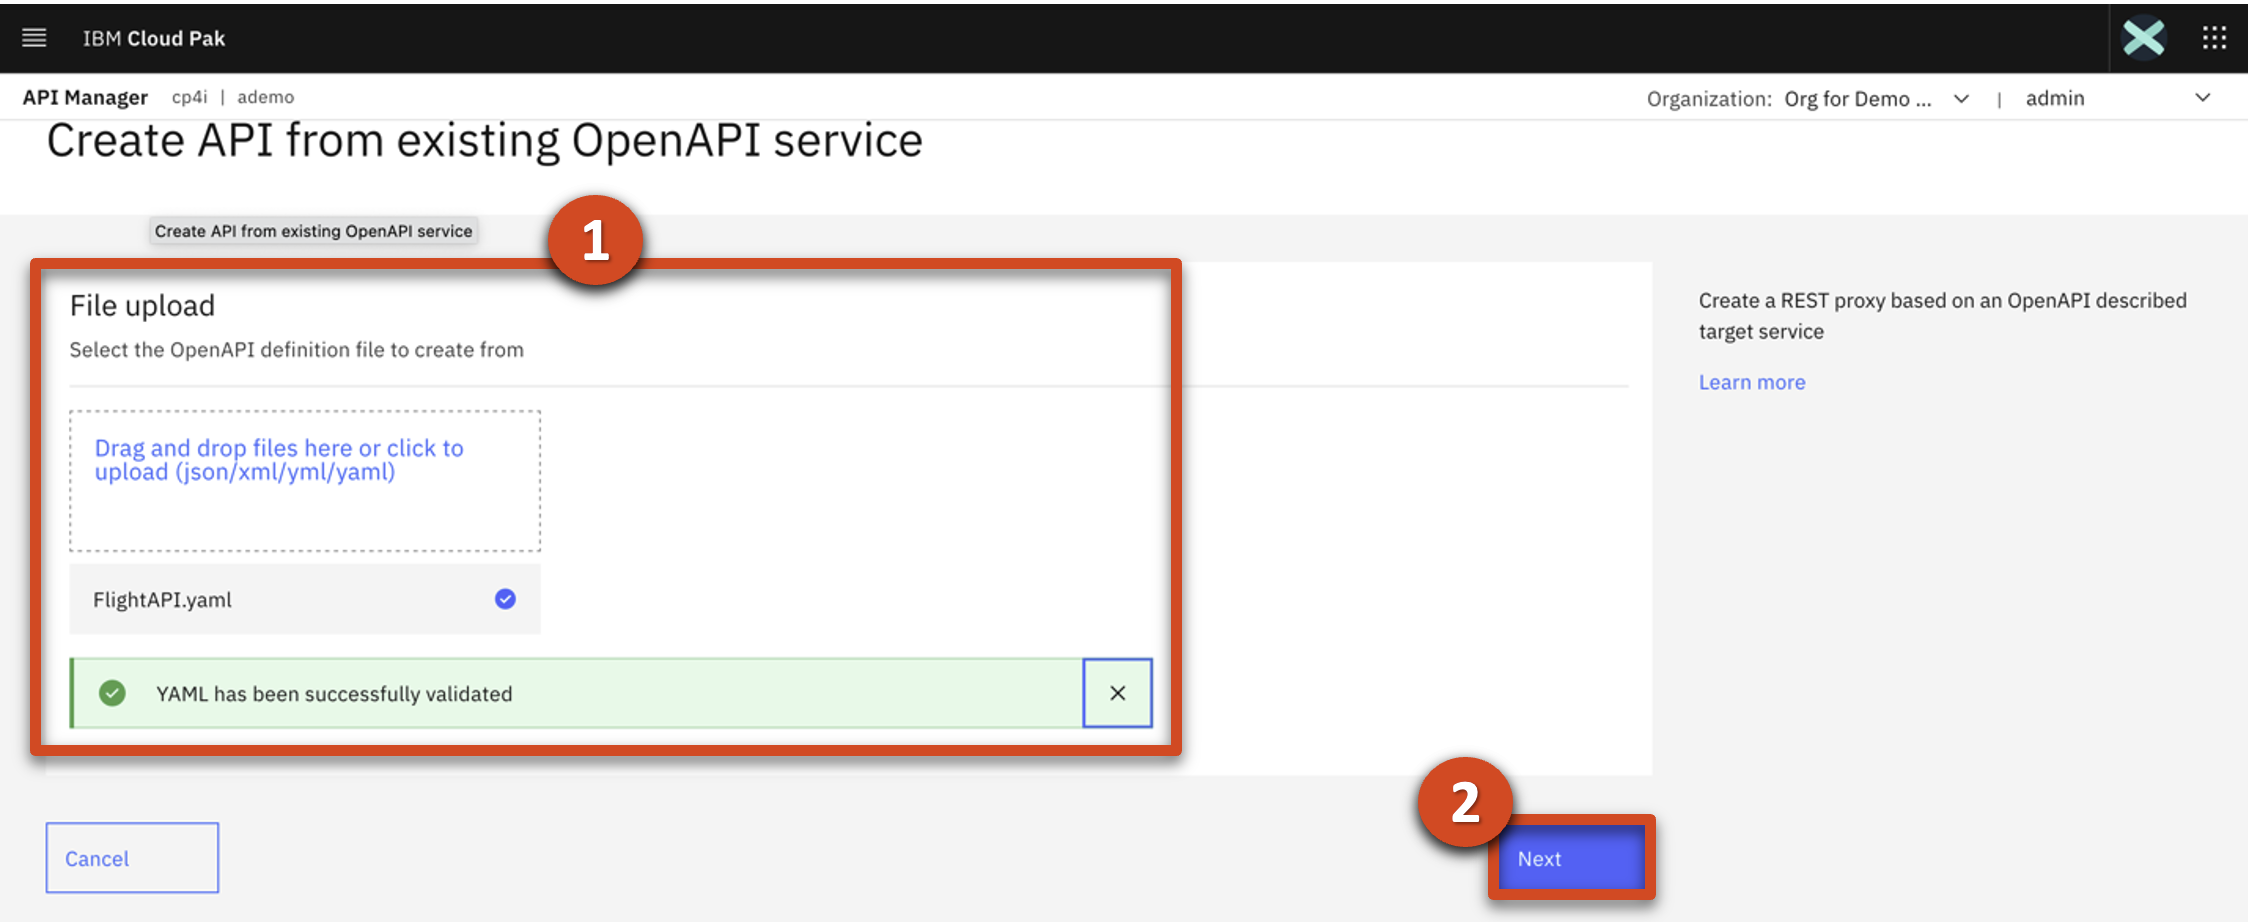 IBM Cloud Pak
API Manager cp4i | ademo
Organization: Org for Demo ... | admin
Create API from existing OpenAPI service
Create API from existing OpenAPI service
1
File upload
Select the OpenAPI definition file to create from
Drag and drop files here or click to
upload (json/xml/yml/yaml)
FlightAPI.yaml
YAML has been successfully validated
Create a REST proxy based on an OpenAPI described
target service
Learn more
Cancel
2
Next